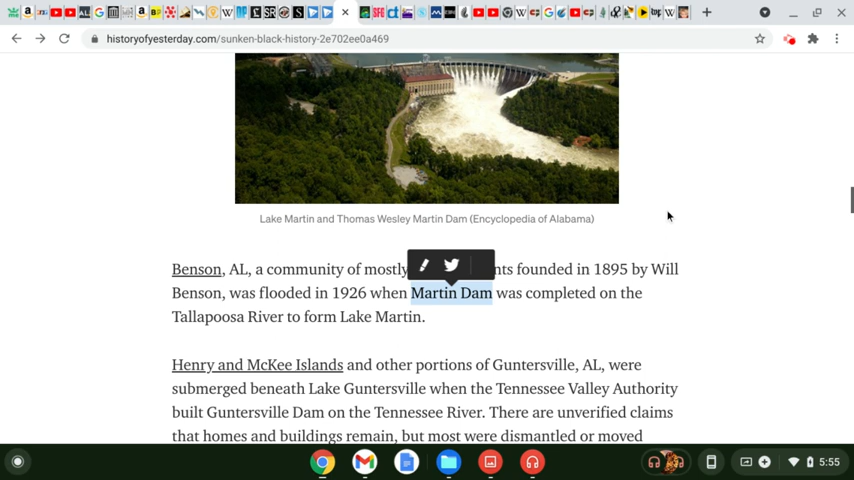 historyofyesterday.com/sunken-black-history-2e702ee0a469
Lake Martin and Thomas Wesley Martin Dam (Encyclopedia of Alabama)
Benson, AL, a community of mostly nts founded in 1895 by Will
Benson, was flooded in 1926 when Martin Dam was completed on the
Tallapoosa River to form Lake Martin.
Henry and McKee Islands and other portions of Guntersville, AL, were
submerged beneath Lake Guntersville when the Tennessee Valley Authority
built Guntersville Dam on the Tennessee River. There are unverified claims
that homes and buildings remain, but most were dismantled or moved
5:55